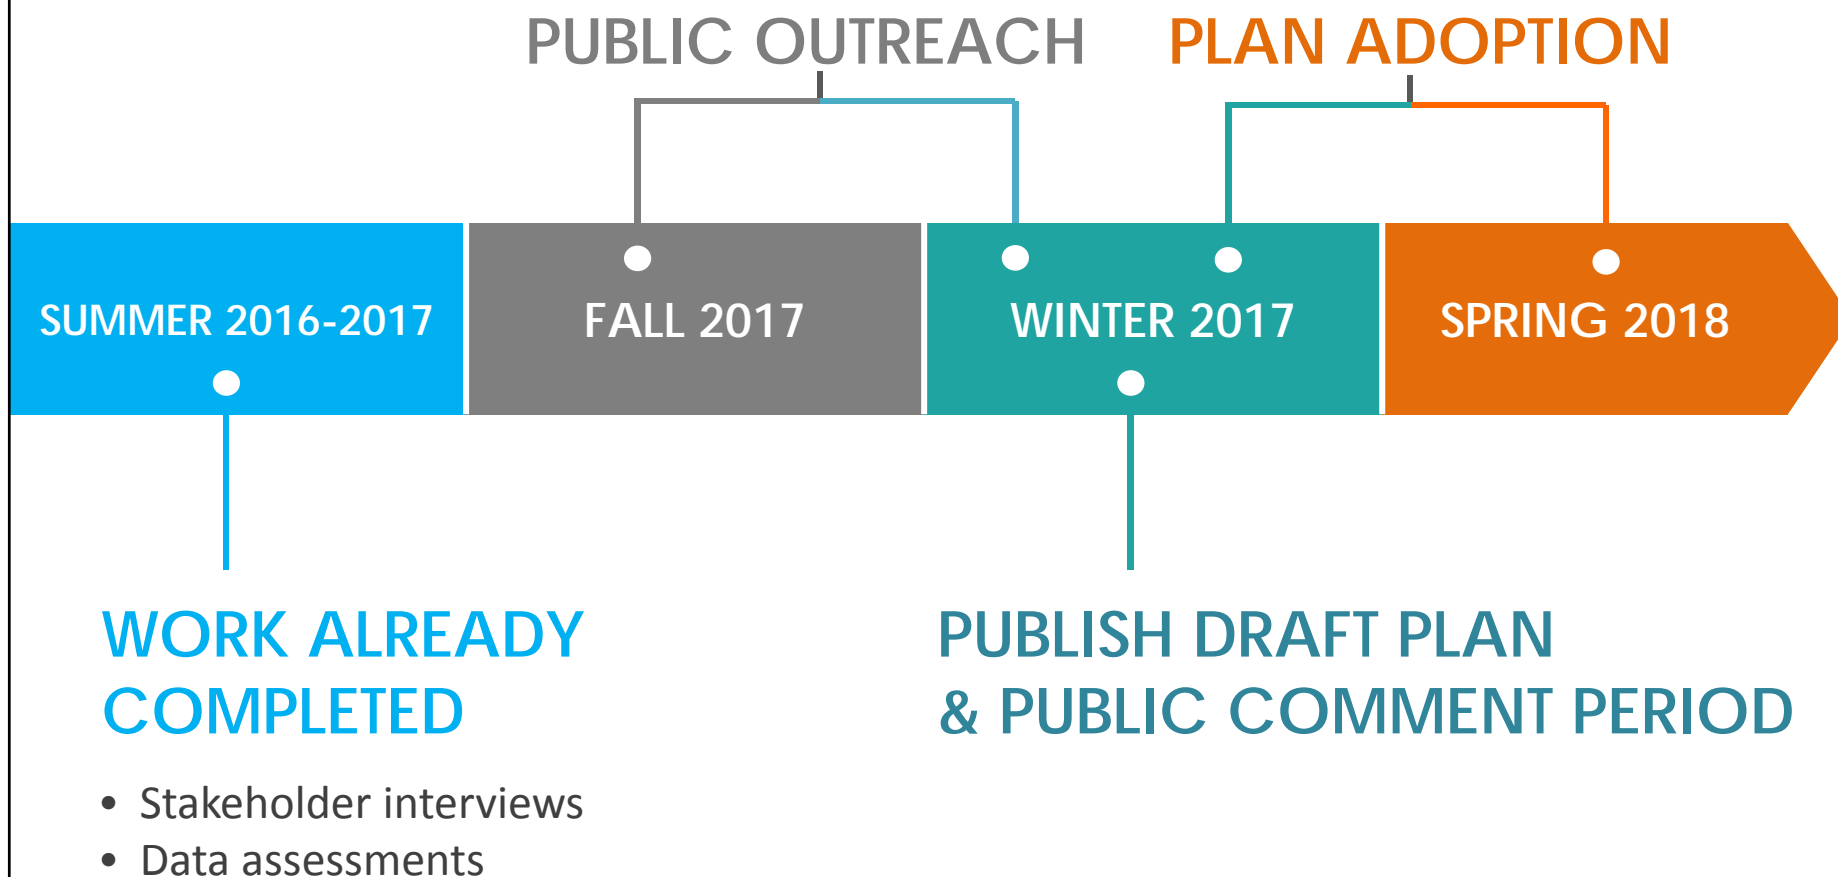 PUBLIC OUTREACH
PLAN ADOPTION
SUMMER 2016-2017
FALL 2017
WINTER 2017
SPRING 2018
WORK ALREADY
COMPLETED
• Stakeholder interviews
• Data assessments
PUBLISH DRAFT PLAN
& PUBLIC COMMENT PERIOD